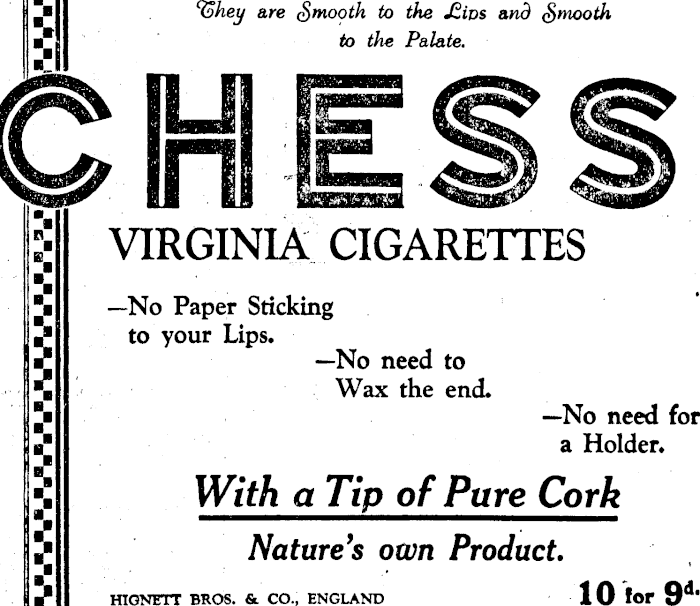 They are Smooth to the Lips and Smooth
to the Palate.
CHESS
VIRGINIA CIGARETTES
—No Paper Sticking
to your Lips.
—No need to
Wax the end.
—No need for
a Holder.
With a Tip of Pure Cork
Nature's own Product.
HIGNETT BROS. & CO., ENGLAND
10 for 9d.